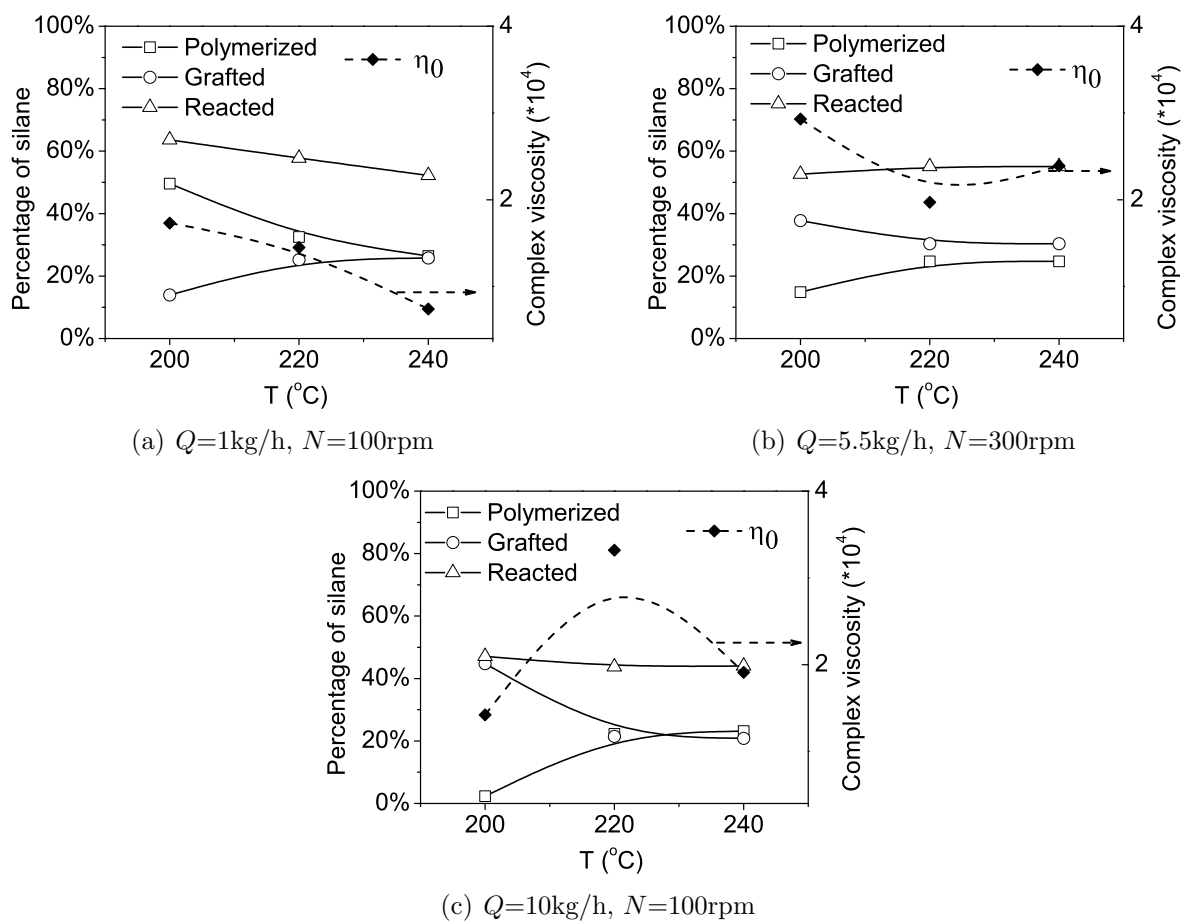 100%
80%
60%
40%
20%
0%
Percentage of silane
Polymerized
Grafted
Reacted
η0
4
2
Complex viscosity (*10⁴)
200 220 240
T (°C)
(a) Q=1kg/h, N=100rpm
100%
80%
60%
40%
20%
0%
Percentage of silane
Polymerized
Grafted
Reacted
η0
4
2
Complex viscosity (*10⁴)
200 220 240
T (°C)
(b) Q=5.5kg/h, N=300rpm
100%
80%
60%
40%
20%
0%
Percentage of silane
Polymerized
Grafted
Reacted
η0
4
2
Complex viscosity (*10⁴)
200 220 240
T (°C)
(c) Q=10kg/h, N=100rpm